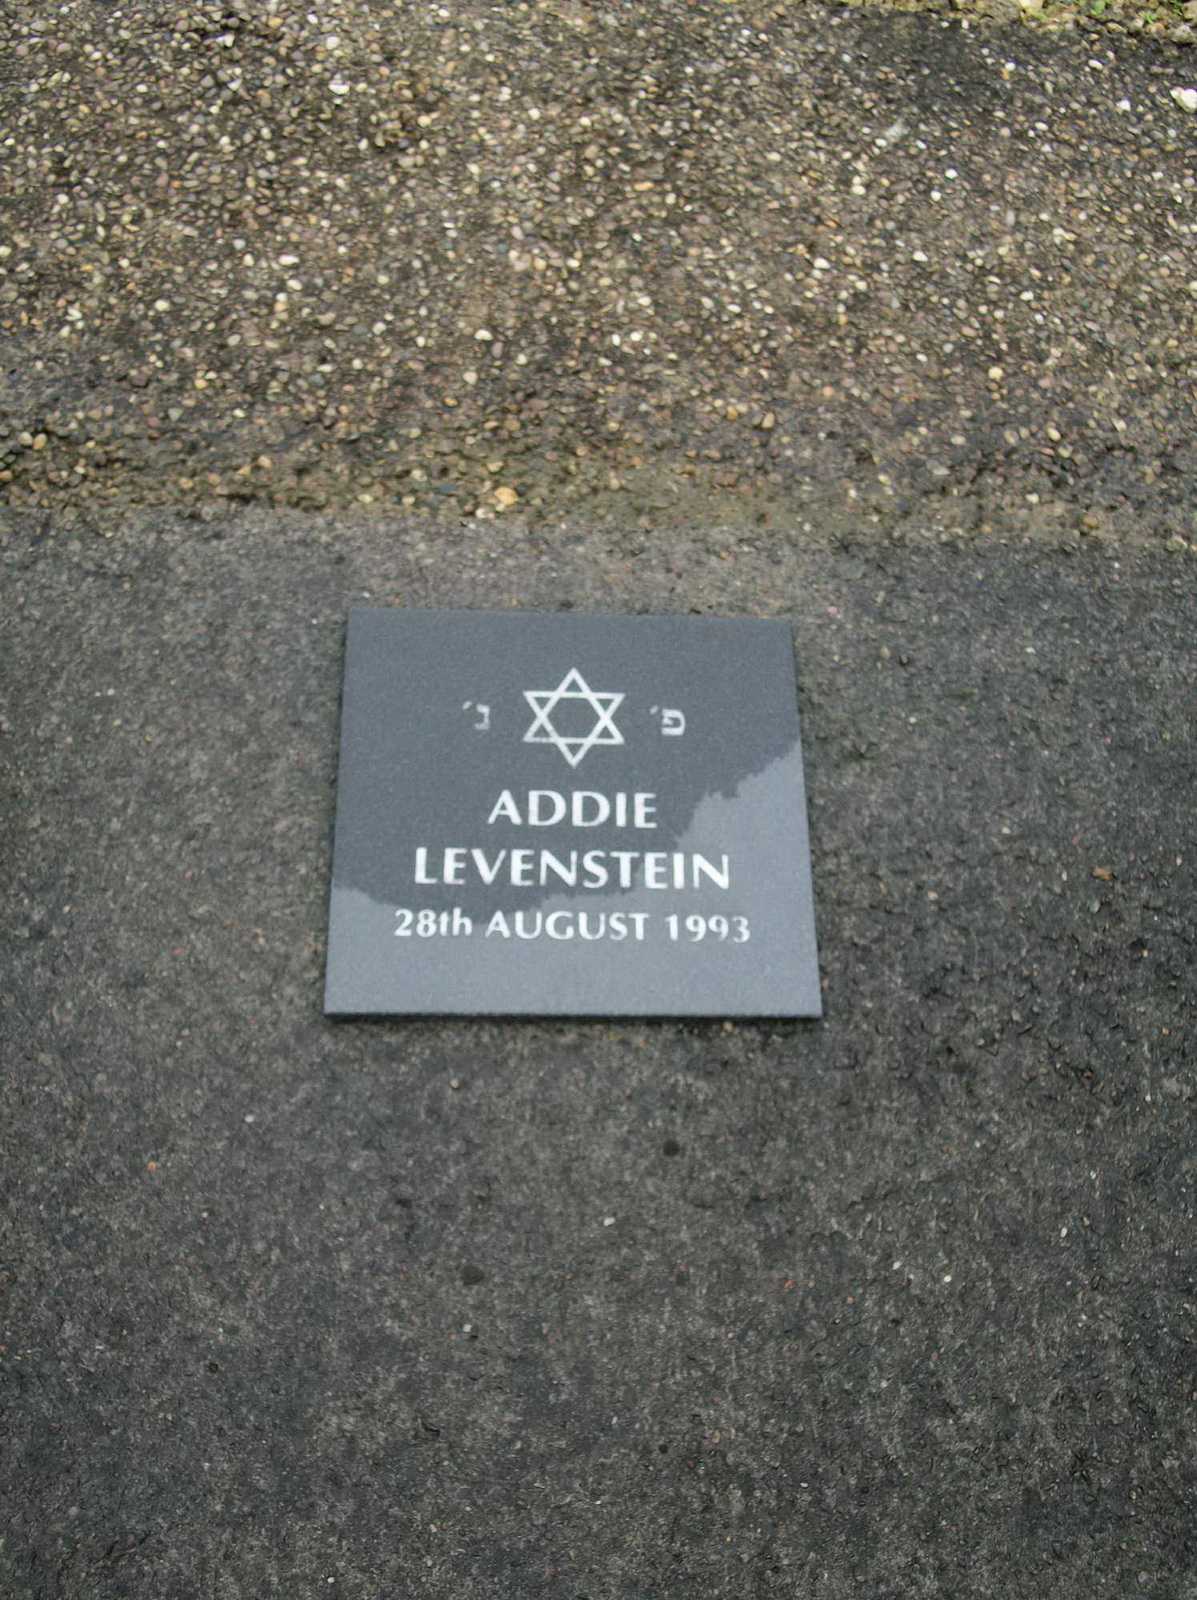 פ׳ נ׳
ADDIE
LEVENSTEIN
28th AUGUST 1993